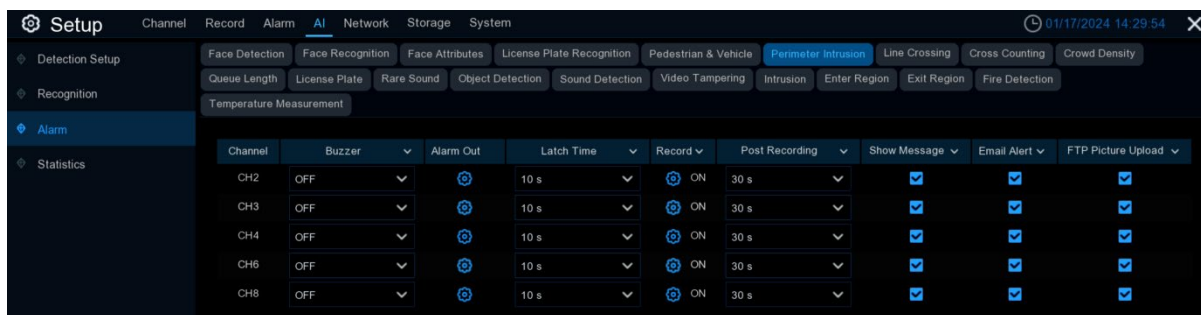 Setup Channel Record Alarm AI Network Storage System 01/17/2024 14:29:54
Detection Setup
Recognition
Alarm
Statistics
Face Detection Face Recognition Face Attributes License Plate Recognition Pedestrian & Vehicle Perimeter Intrusion Line Crossing Cross Counting Crowd Density
Queue Length License Plate Rare Sound Object Detection Sound Detection Video Tampering Intrusion Enter Region Exit Region Fire Detection
Temperature Measurement
Channel Buzzer Alarm Out Latch Time Record Post Recording Show Message Email Alert FTP Picture Upload
CH2 OFF 10 s ON 30 s
CH3 OFF 10 s ON 30 s
CH4 OFF 10 s ON 30 s
CH6 OFF 10 s ON 30 s
CH8 OFF 10 s ON 30 s